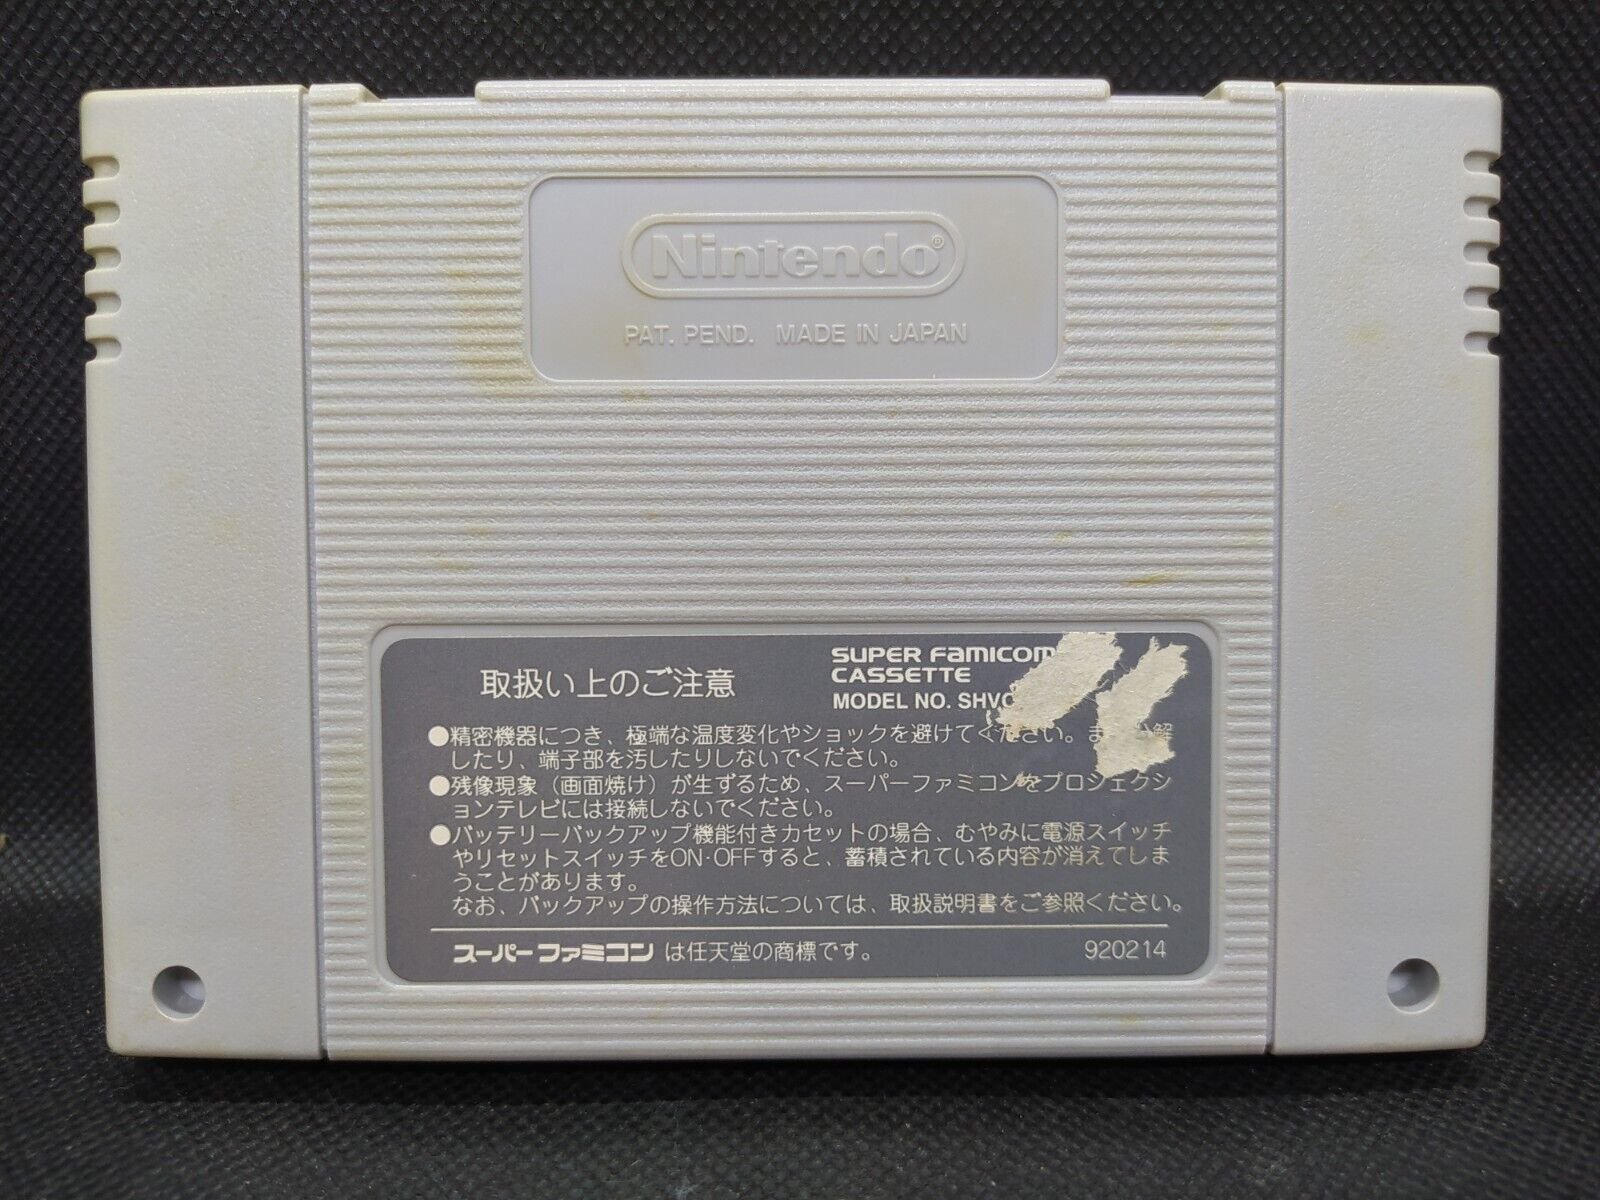 Nintendo®
PAT. PEND. MADE IN JAPAN
取扱い上のご注意
SUPER FAMICOM
CASSETTE
MODEL NO. SHVC
●精密機器につき、極端な温度変化やショックを避けてください。ま
したり、端子部を汚したりしないでください。
●残像現象（画面焼け）が生ずるため、スーパーファミコンをプロジェクシ
ョンテレビには接続しないでください。
●バッテリーバックアップ機能付きカセットの場合、むやみに電源スイッチ
やリセットスイッチをON·OFFすると、蓄積されている内容が消えてしま
うことがあります。
なお、バックアップの操作方法については、取扱説明書をご参照ください。
スーパーファミコン は任天堂の商標です。
920214